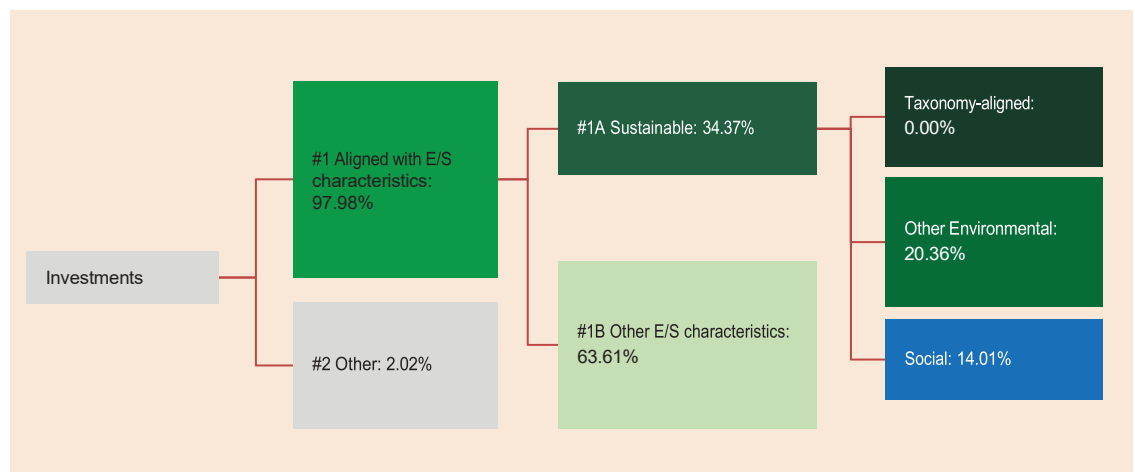 Investments
#1 Aligned with E/S
characteristics:
97.98%
#2 Other: 2.02%
#1A Sustainable: 34.37%
#1B Other E/S characteristics:
63.61%
Taxonomy-aligned:
0.00%
Other Environmental:
20.36%
Social: 14.01%